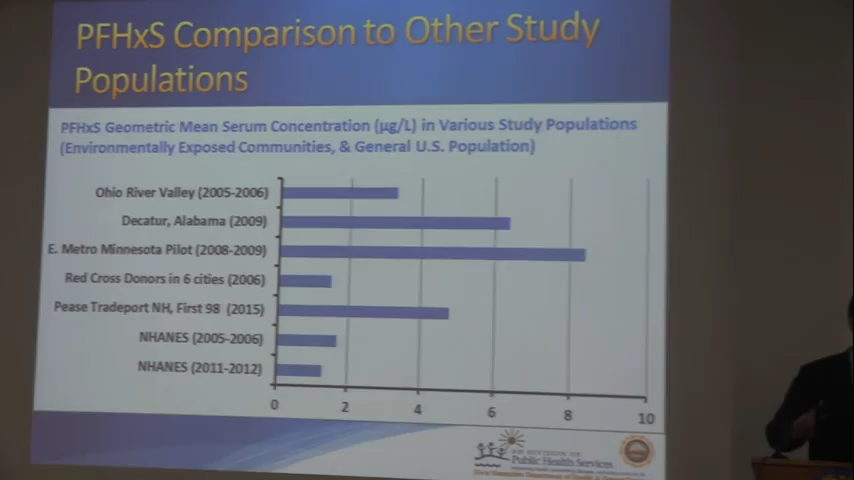 PFHxS Comparison to Other Study
Populations
PFHxS Geometric Mean Serum Concentration (µg/L) in Various Study Populations
(Environmentally Exposed Communities, & General U.S. Population)
Ohio River Valley (2005-2006)
Decatur, Alabama (2009)
E. Metro Minnesota Pilot (2008-2009)
Red Cross Donors in 6 cities (2006)
Pease Tradeport NH, First 98 (2015)
NHANES (2005-2006)
NHANES (2011-2012)
0 2 4 6 8 10
Public Health Services